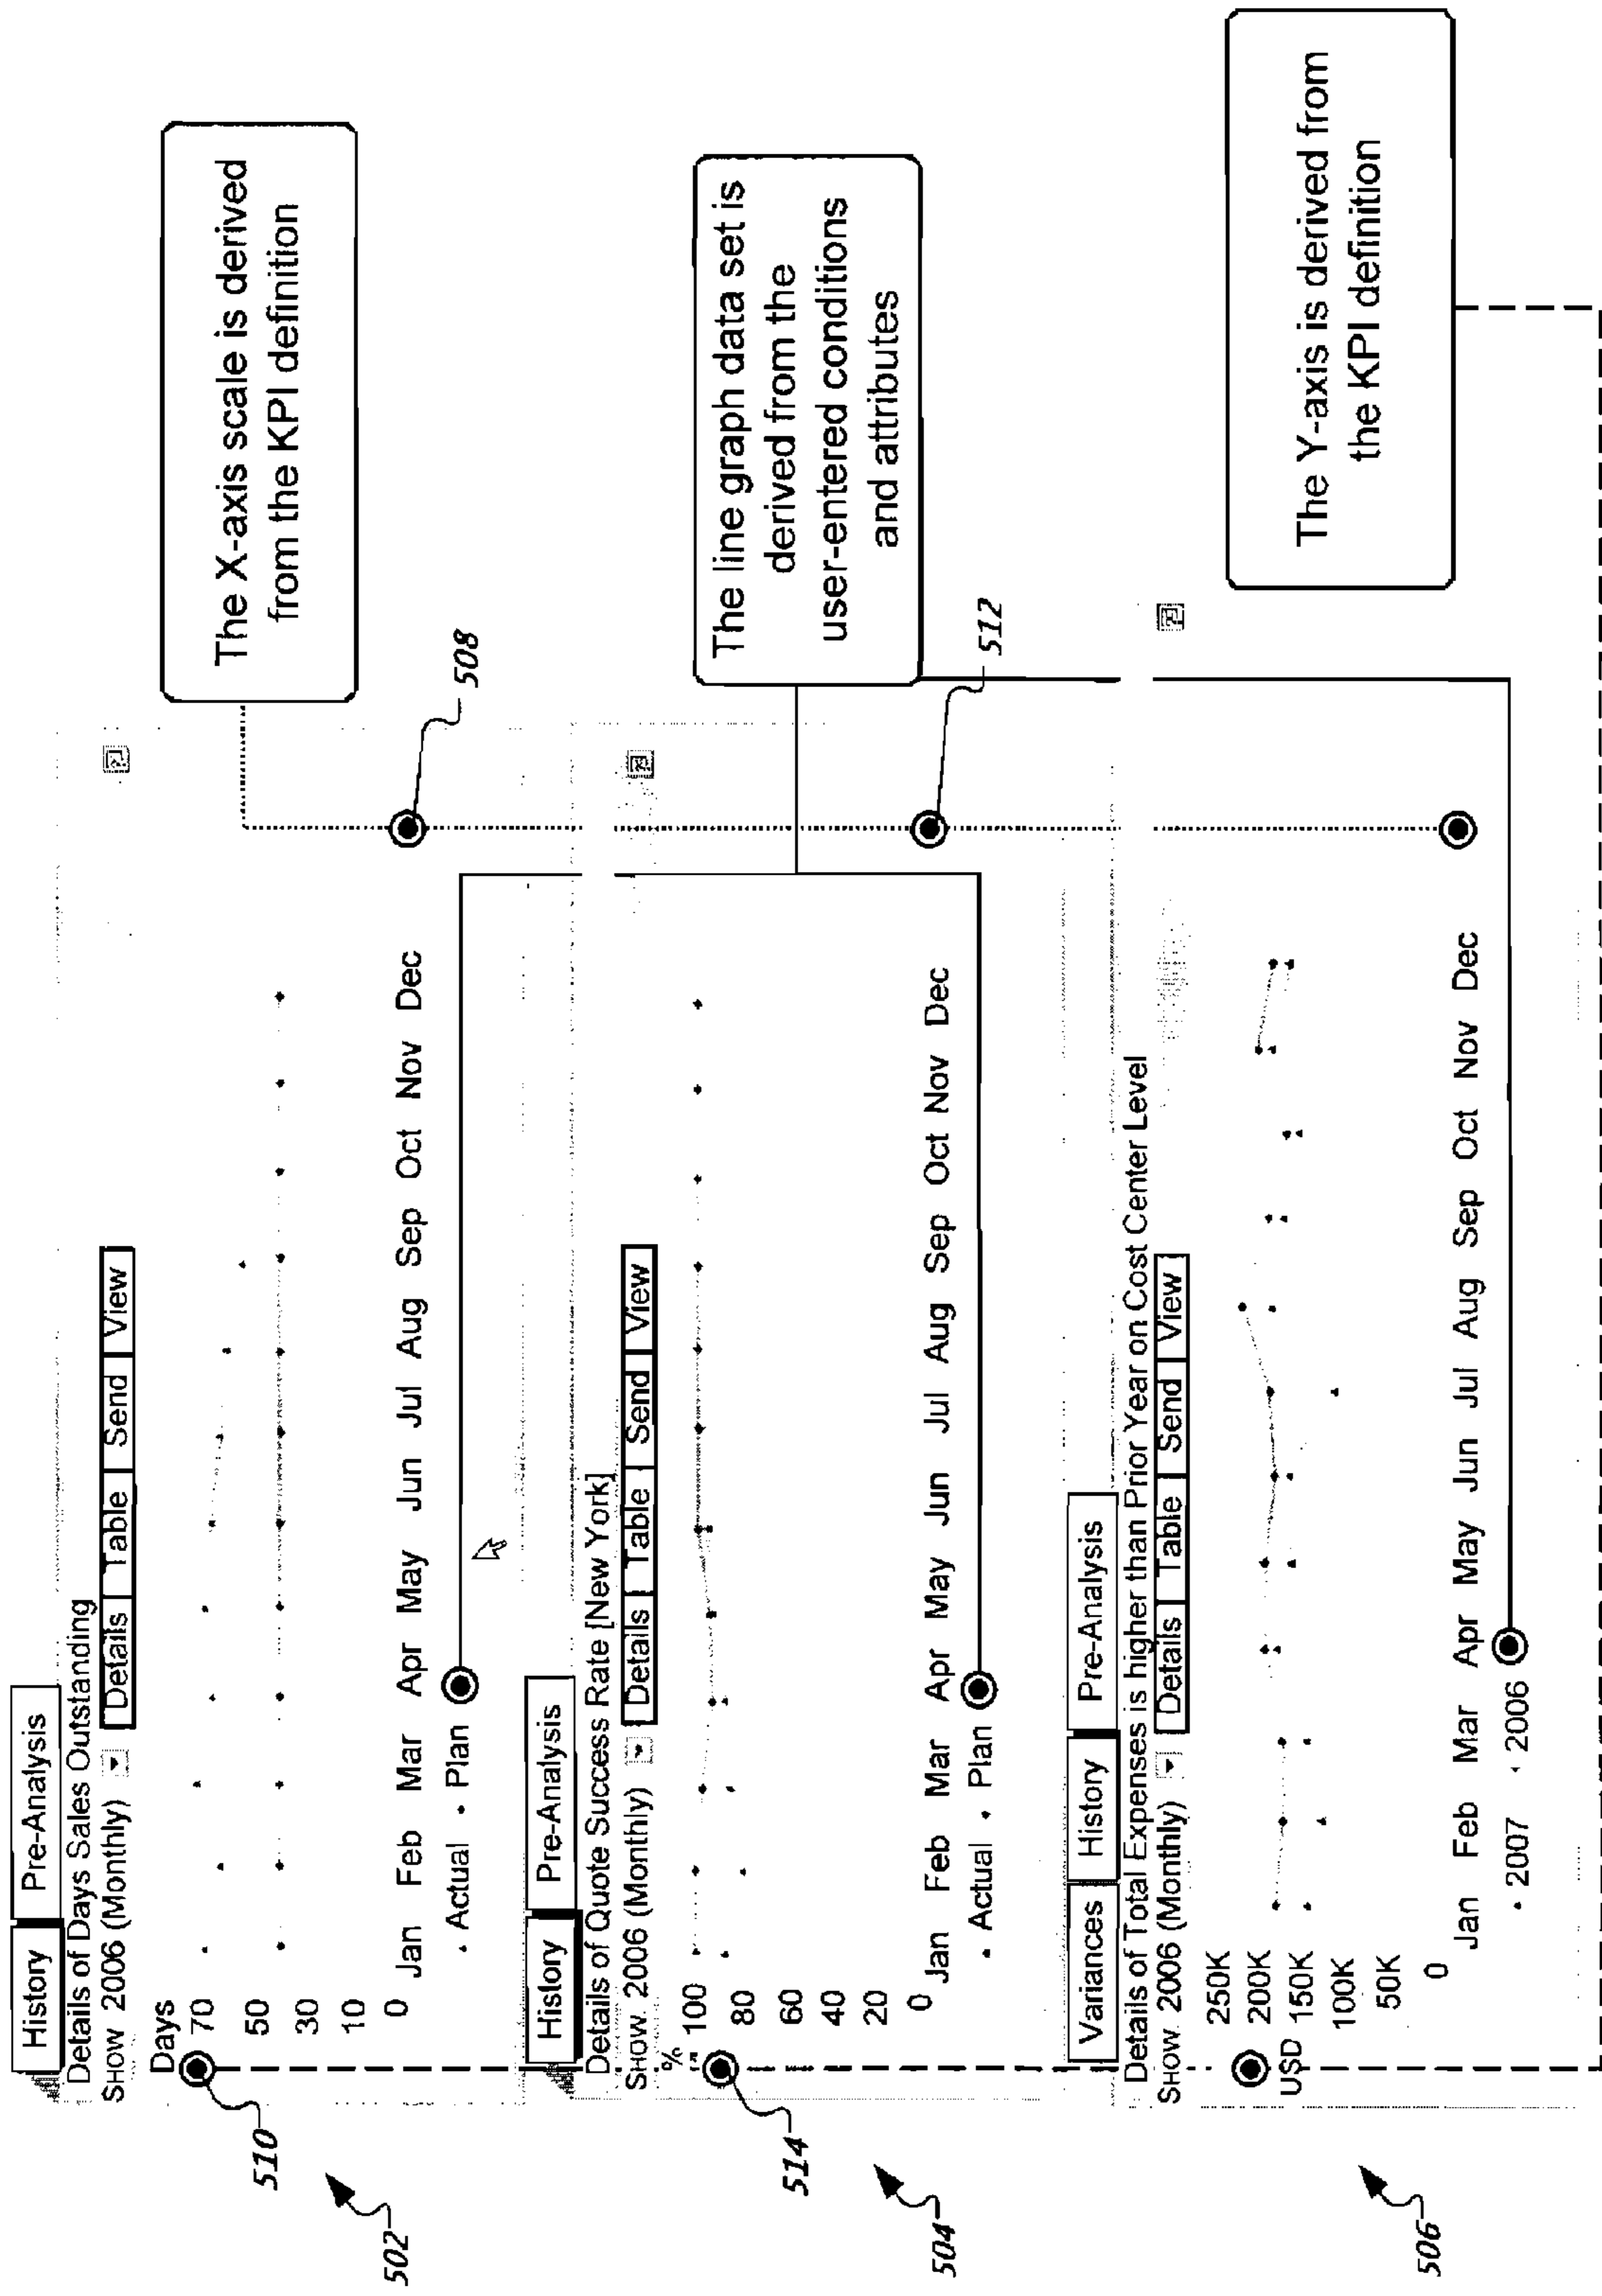 History Pre-Analysis
Details of Days Sales Outstanding
Show 2006 (Monthly) Details Table Send View
Days
70
50
30
10
0
Jan Feb Mar Apr May Jun Jul Aug Sep Oct Nov Dec
Actual Plan
510
502
508
The X-axis scale is derived
from the KPI definition
History Pre-Analysis
Details of Quote Success Rate [New York]
Show. 2006 (Monthly) Details Table Send View
%
100
80
60
40
20
0
Jan Feb Mar Apr May Jun Jul Aug Sep Oct Nov Dec
Actual Plan
514
504
512
The line graph data set is
derived from the
user-entered conditions
and attributes
Variances History Pre-Analysis
Details of Total Expenses is higher than Prior Year on Cost Center Level
Show. 2006 (Monthly) Details Table Send View
250K
200K
USD
150K
100K
50K
0
Jan Feb Mar Apr May Jun Jul Aug Sep Oct Nov Dec
2007 2006
506
The Y-axis is derived from
the KPI definition